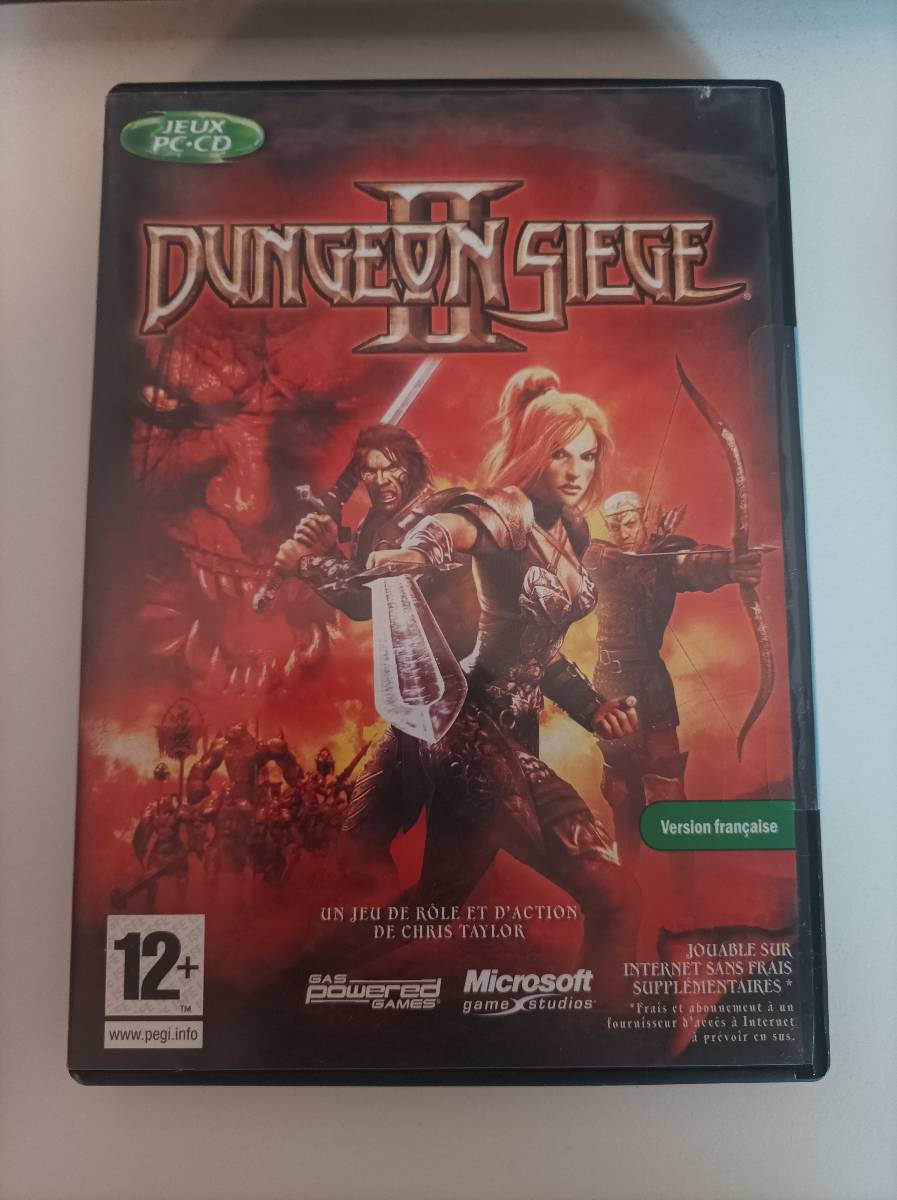 JEUX
PC•CD
DUNGEON SIEGE
II
®
Version française
UN JEU DE RÔLE ET D'ACTION
DE CHRIS TAYLOR
12+
TM
www.pegi.info
GAS
powered
GAMES
Microsoft
game studios
JOUABLE SUR
INTERNET SANS FRAIS
SUPPLÉMENTAIRES *
*Frais et abonnement à un
fournisseur d'accès à Internet
à prévoir en sus.